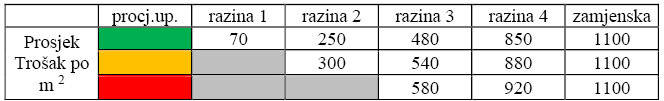 procj.up. razina 1 razina 2 razina 3 razina 4 zamjenska
Prosjek Trošak po m 2 70 250 480 850 1100
300 540 880 1100
580 920 1100